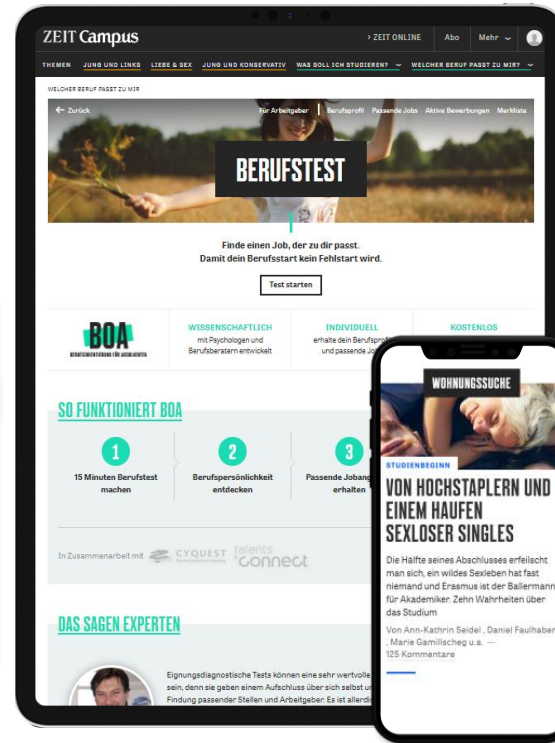 ZEIT Campus
> ZEIT ONLINE Abo Mehr
THEMEN JUNG UND LINKS LIEBE & SEX JUNG UND KONSERVATIV WAS SOLL ICH STUDIEREN? WELCHER BERUF PASST ZU MIR?
WELCHER BERUF PASST ZU MIR
← Zurück Für Arbeitgeber | Berufsprofil Passende Jobs Aktive Bewerbungen Merkliste
BERUFSTEST
Finde einen Job, der zu dir passt.
Damit dein Berufsstart kein Fehlstart wird.
Test starten
BOA
BERUFSORIENTIERUNG FÜR ABSOLVENTEN
WISSENSCHAFTLICH
mit Psychologen und
Berufsberatern entwickelt
INDIVIDUELL
erhalte dein Berufsprofil
und passende
KOSTENLOS
SO FUNKTIONIERT BOA
1
15 Minuten Berufstest
machen
2
Berufspersönlichkeit
entdecken
3
Passende
erhalten
In Zusammenarbeit mit CYQUEST talents connect
DAS SAGEN EXPERTEN
Eignungsdiagnostische Tests können eine sehr wertvolle
sein, denn sie geben einem Aufschluss über sich selbst
Findung passender Stellen und Arbeitgeber. Es ist
WOHNUNGSSUCHE
STUDIENBEGINN
VON HOCHSTAPLERN UND
EINEM HAUFEN
SEXLOSER SINGLES
Die Hälfte seines Abschlusses erfeilscht
man sich, ein wildes Sexleben hat fast
niemand und Erasmus ist der Ballermann
für Akademiker. Zehn Wahrheiten über
das Studium
Von Ann-Kathrin Seidel , Daniel Faulhaber
, Marie Gamillscheg u.a. —
125 Kommentare